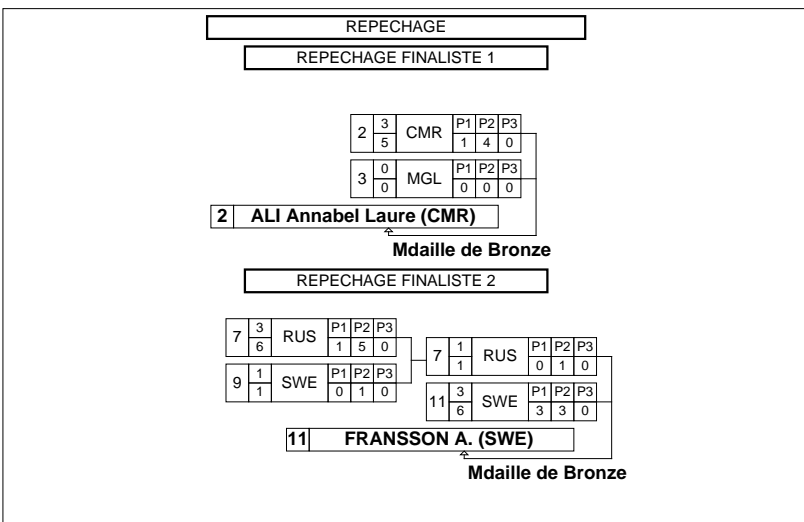 REPECHAGE
REPECHAGE FINALISTE 1
2 3 CMR P1 P2 P3
5 1 4 0
3 0 MGL P1 P2 P3
0 0 0 0
2 ALI Annabel Laure (CMR)
Mdaille de Bronze
REPECHAGE FINALISTE 2
7 3 RUS P1 P2 P3
6 1 5 0
9 1 SWE P1 P2 P3
1 0 1 0
7 1 RUS P1 P2 P3
1 0 1 0
11 3 SWE P1 P2 P3
6 3 3 0
11 FRANSSON A. (SWE)
Mdaille de Bronze